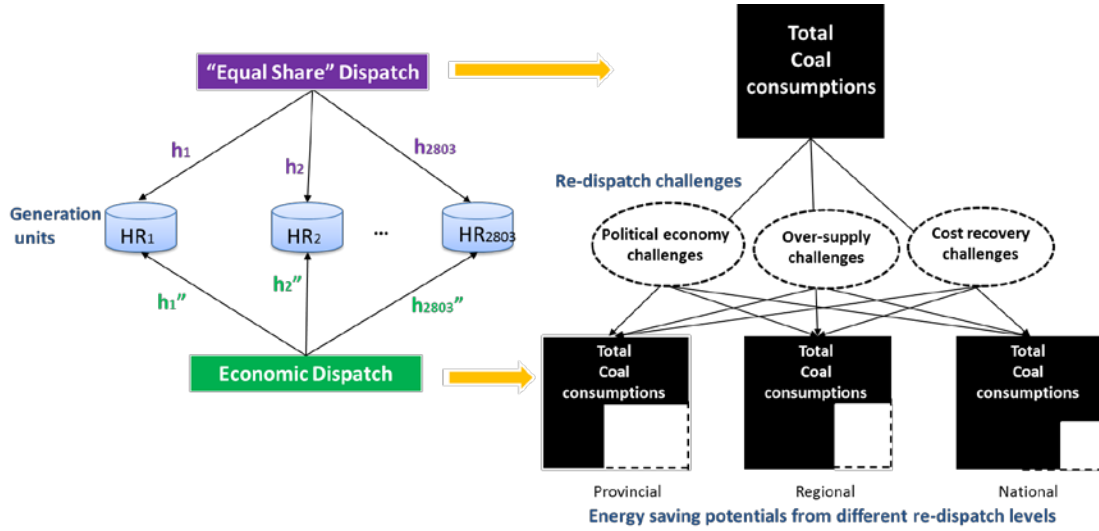 "Equal Share" Dispatch
h1
h2
h2803
Generation
units
HR1
HR2
...
HR2803
h1”
h2”
h2803”
Economic Dispatch
Total
Coal
consumptions
Re-dispatch challenges
Political economy
challenges
Over-supply
challenges
Cost recovery
challenges
Total
Coal
consumptions
Total
Coal
consumptions
Total
Coal
consumptions
Provincial
Regional
National
Energy saving potentials from different re-dispatch levels